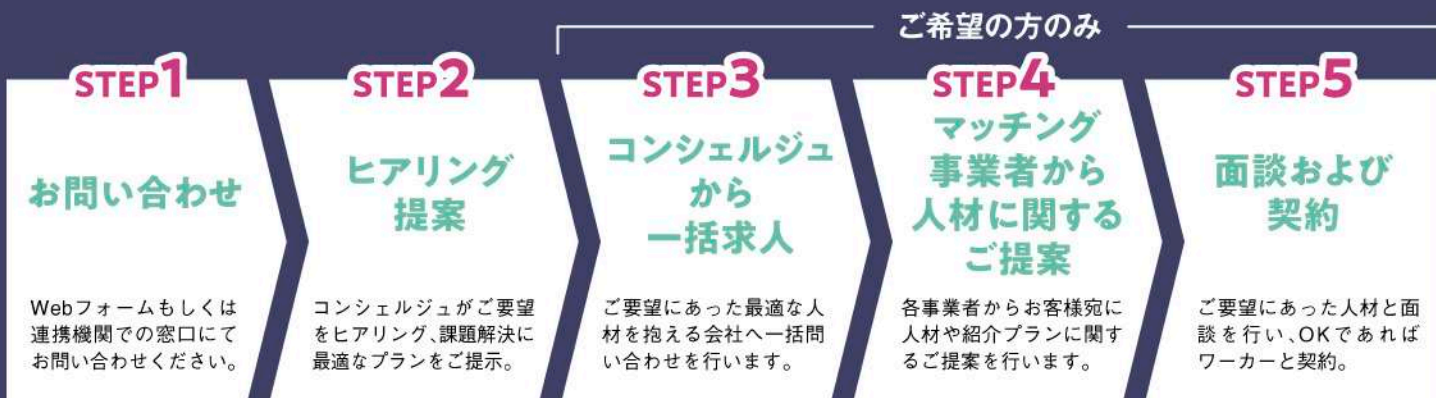 ご希望の方のみ
STEP1
お問い合わせ
Webフォームもしくは
連携機関での窓口にて
お問い合わせください。
STEP2
ヒアリング
提案
コンシェルジュがご要望
をヒアリング、課題解決に
最適なプランをご提示。
STEP3
コンシェルジュ
から
一括求人
ご要望にあった最適な人
材を抱える会社へ一括問
い合わせを行います。
STEP4
マッチング
事業者から
人材に関する
ご提案
各事業者からお客様宛に
人材や紹介プランに関す
るご提案を行います。
STEP5
面談および
契約
ご要望にあった人材と面
談を行い、OKであれば
ワーカーと契約。